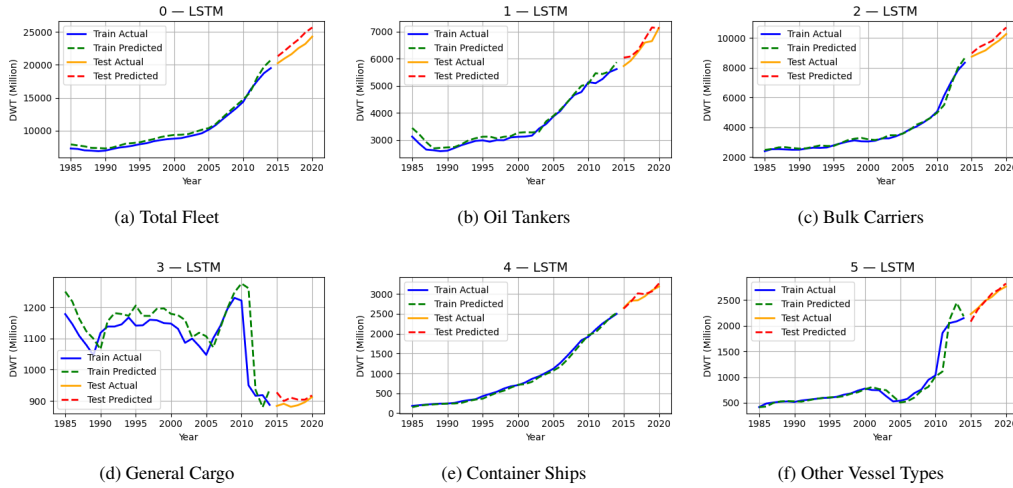 0 — LSTM
DWT (Million)
25000
20000
15000
10000
Train Actual
Train Predicted
Test Actual
Test Predicted
1985 1990 1995 2000 2005 2010 2015 2020
Year
(a) Total Fleet
1 — LSTM
DWT (Million)
7000
6000
5000
4000
3000
Train Actual
Train Predicted
Test Actual
Test Predicted
1985 1990 1995 2000 2005 2010 2015 2020
Year
(b) Oil Tankers
2 — LSTM
DWT (Million)
10000
8000
6000
4000
2000
Train Actual
Train Predicted
Test Actual
Test Predicted
1985 1990 1995 2000 2005 2010 2015 2020
Year
(c) Bulk Carriers
3 — LSTM
DWT (Million)
1200
1100
1000
900
Train Actual
Train Predicted
Test Actual
Test Predicted
1985 1990 1995 2000 2005 2010 2015 2020
Year
(d) General Cargo
4 — LSTM
DWT (Million)
3000
2500
2000
1500
1000
500
0
Train Actual
Train Predicted
Test Actual
Test Predicted
1985 1990 1995 2000 2005 2010 2015 2020
Year
(e) Container Ships
5 — LSTM
DWT (Million)
2500
2000
1500
1000
500
Train Actual
Train Predicted
Test Actual
Test Predicted
1985 1990 1995 2000 2005 2010 2015 2020
Year
(f) Other Vessel Types